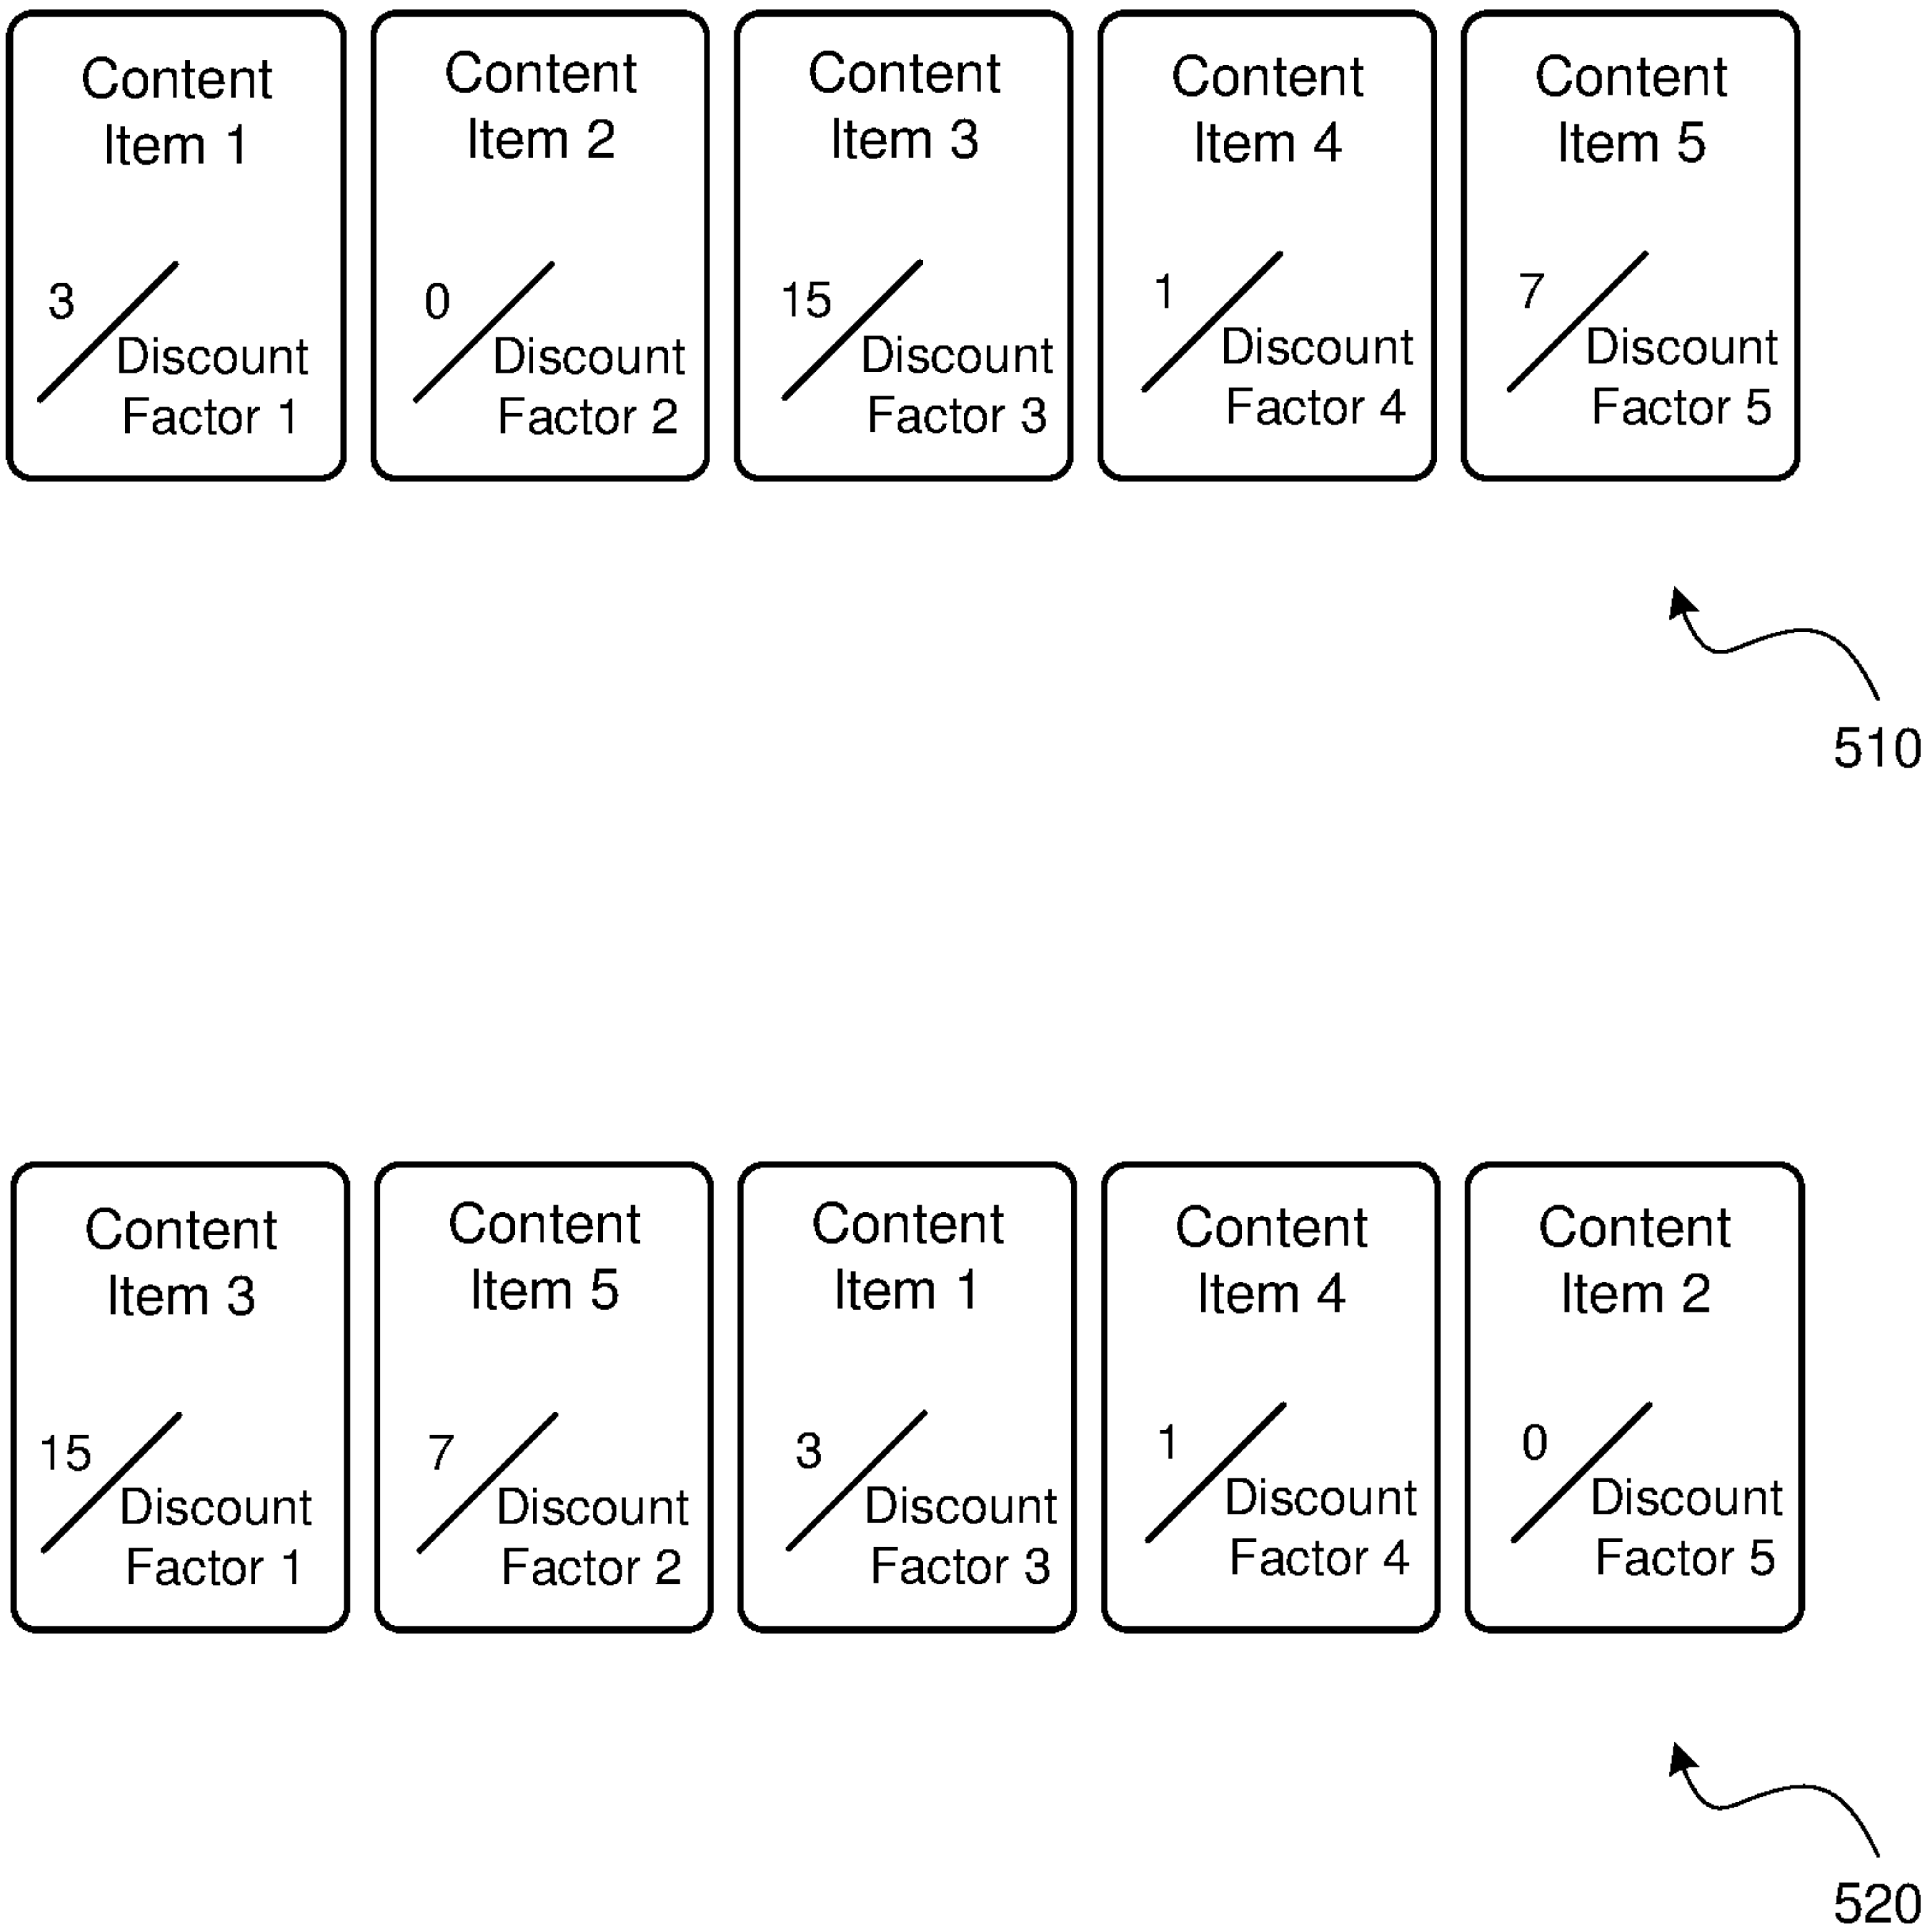 Content
Item 1
3
Discount
Factor 1
Content
Item 2
0
Discount
Factor 2
Content
Item 3
15
Discount
Factor 3
Content
Item 4
1
Discount
Factor 4
Content
Item 5
7
Discount
Factor 5
510
Content
Item 3
15
Discount
Factor 1
Content
Item 5
7
Discount
Factor 2
Content
Item 1
3
Discount
Factor 3
Content
Item 4
1
Discount
Factor 4
Content
Item 2
0
Discount
Factor 5
520